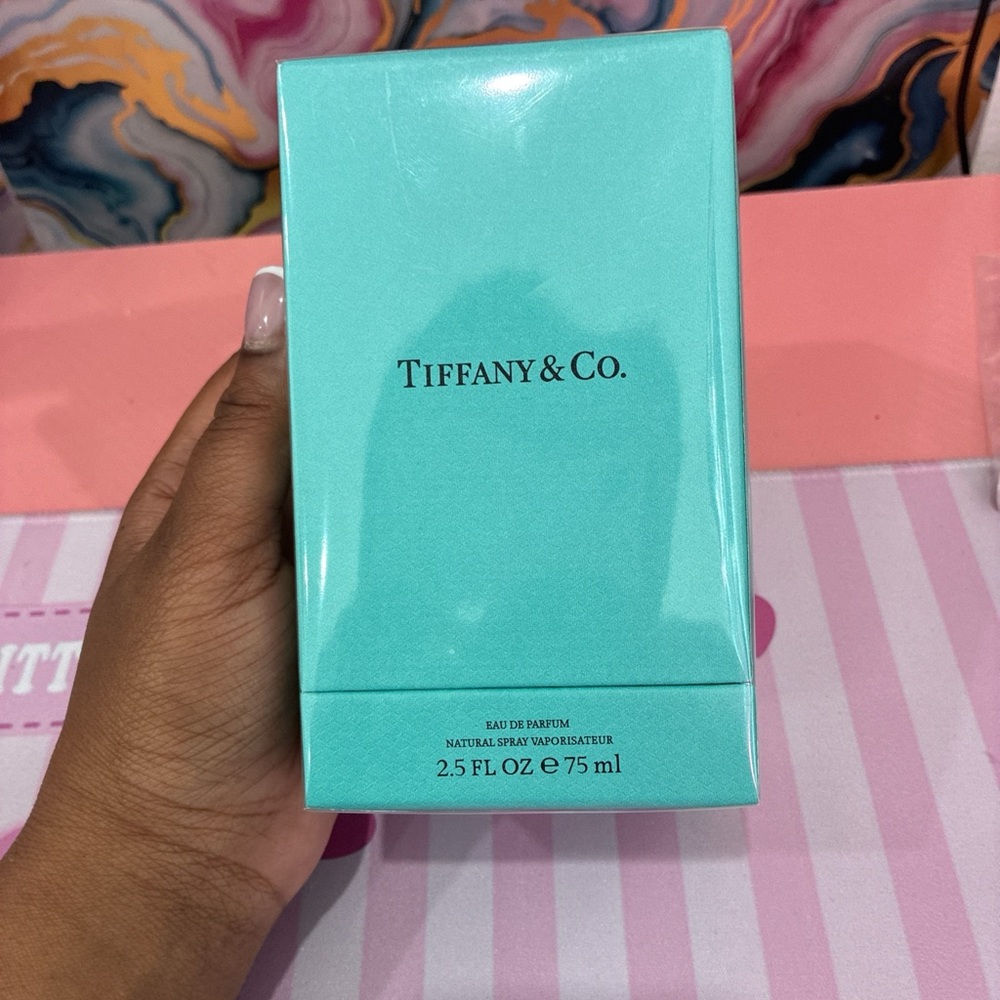 TIFFANY & CO.
EAU DE PARFUM
NATURAL SPRAY VAPORISATEUR
2.5 FL OZ ℮ 75 ml